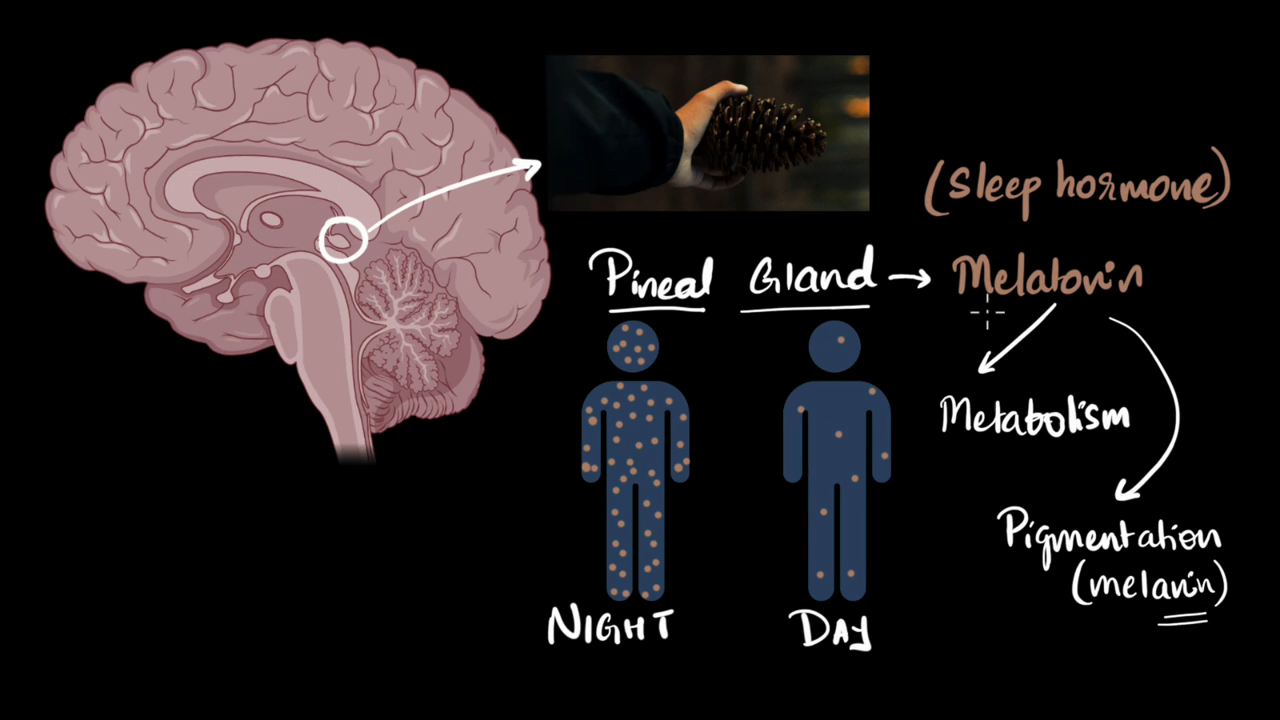 (Sleep hormone)
Pineal Gland → Melatonin
Metabolism
Pigmentation
(melanin)
NIGHT
DAY